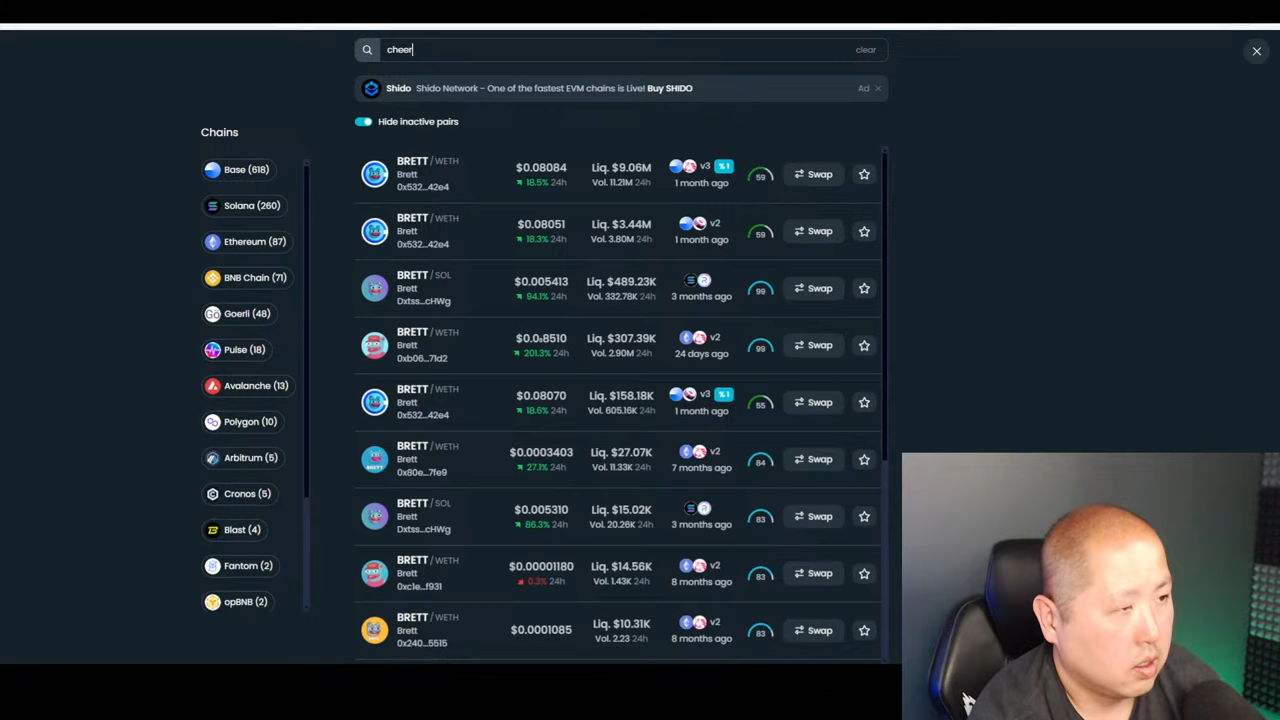 cheer
clear
Shido Shido Network - One of the fastest EVM chains is Live! Buy SHIDO Ad
Hide inactive pairs
Chains
Base (618)
Solana (260)
Ethereum (87)
BNB Chain (71)
Goerli (48)
Pulse (18)
Avalanche (13)
Polygon (10)
Arbitrum (5)
Cronos (5)
Blast (4)
Fantom (2)
opBNB (2)
BRETT / WETH $0.08084 Liq. $9.06M v3 %1
Brett 18.5% 24h Vol. 11.21M 24h 1 month ago 59 Swap
0x532...42e4
BRETT / WETH $0.08051 Liq. $3.44M v2
Brett 18.3% 24h Vol. 3.80M 24h 1 month ago 59 Swap
0x532...42e4
BRETT / SOL $0.005413 Liq. $489.23K
Brett 94.1% 24h Vol. 332.78K 24h 3 months ago 99 Swap
Dxtss...cHWg
BRETT / WETH $0.0₈8510 Liq. $307.39K v2
Brett 201.3% 24h Vol. 2.90M 24h 24 days ago 99 Swap
0xb06...71d2
BRETT / WETH $0.08070 Liq. $158.18K v3 %1
Brett 18.6% 24h Vol. 605.16K 24h 1 month ago 55 Swap
0x532...42e4
BRETT / WETH $0.0003403 Liq. $27.07K v2
Brett 27.1% 24h Vol. 11.33K 24h 7 months ago 84 Swap
0x80e...7fe9
BRETT / SOL $0.005310 Liq. $15.02K
Brett 86.3% 24h Vol. 20.26K 24h 3 months ago 83 Swap
Dxtss...cHWg
BRETT / WETH $0.00001180 Liq. $14.56K v2
Brett 0.3% 24h Vol. 1.43K 24h 8 months ago 83 Swap
0xc1e...f931
BRETT / WETH $0.0001085 Liq. $10.31K v2
Brett Vol. 2.23 24h 8 months ago 83 Swap
0x240...5515